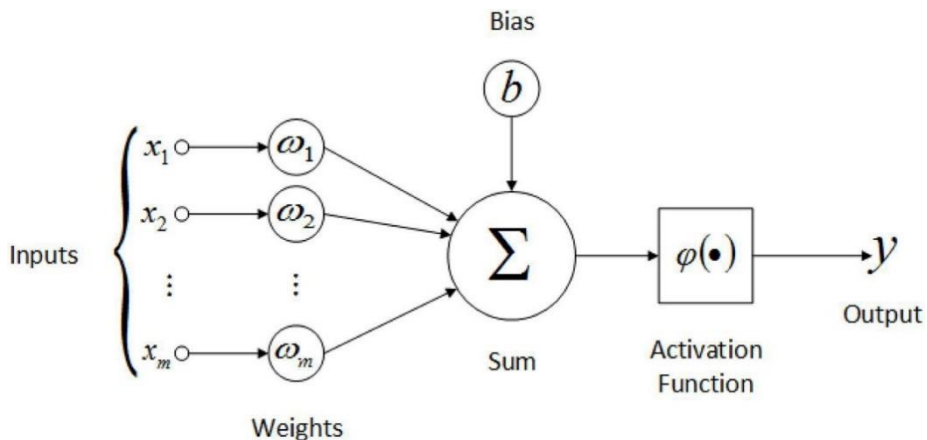 Bias
b
x₁ ω₁
x₂ ω₂
Inputs
⋮ ⋮
Σ φ(•) y
Output
xₘ ωₘ
Sum
Activation
Function
Weights